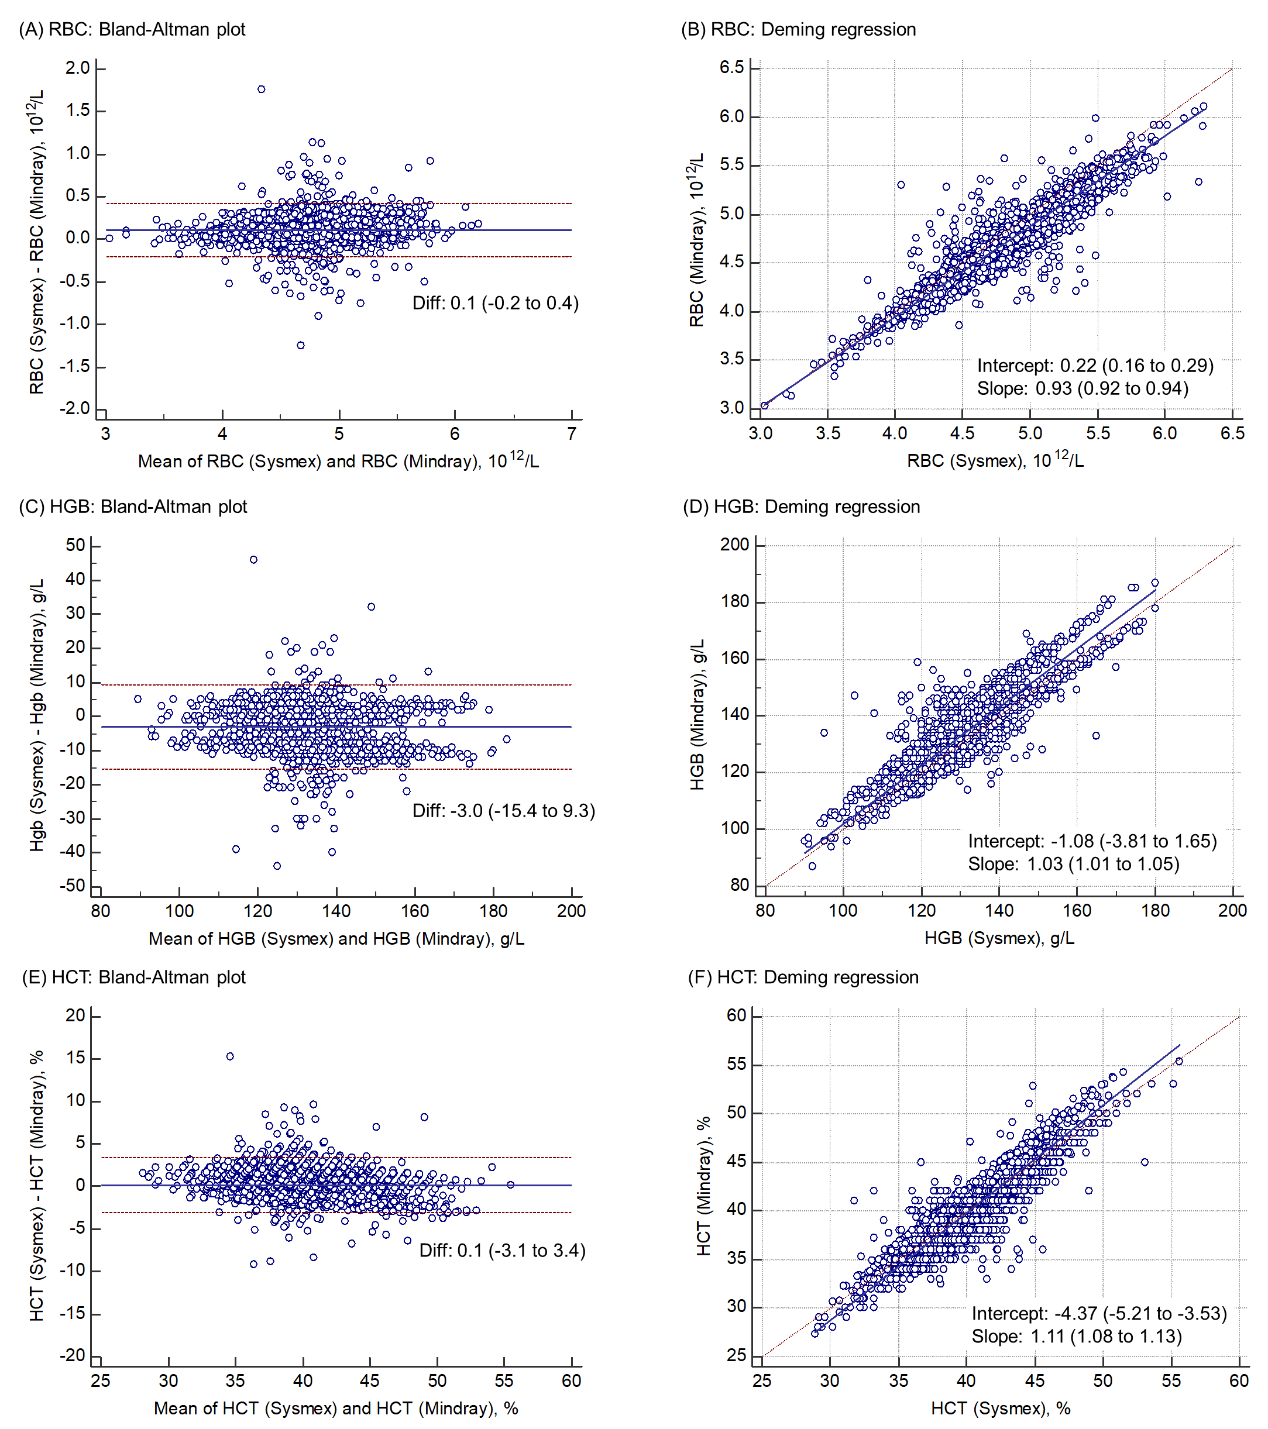 (A) RBC: Bland-Altman plot
2.0
1.5
1.0
0.5
0.0
-0.5
-1.0
-1.5
-2.0
RBC (Sysmex) - RBC (Mindray), 10¹²/L
Diff: 0.1 (-0.2 to 0.4)
3 4 5 6 7
Mean of RBC (Sysmex) and RBC (Mindray), 10¹²/L
(B) RBC: Deming regression
6.5
6.0
5.5
5.0
4.5
4.0
3.5
3.0
RBC (Mindray), 10¹²/L
Intercept: 0.22 (0.16 to 0.29)
Slope: 0.93 (0.92 to 0.94)
3.0 3.5 4.0 4.5 5.0 5.5 6.0 6.5
RBC (Sysmex), 10¹²/L
(C) HGB: Bland-Altman plot
50
40
30
20
10
0
-10
-20
-30
-40
-50
Hgb (Sysmex) - Hgb (Mindray), g/L
Diff: -3.0 (-15.4 to 9.3)
80 100 120 140 160 180 200
Mean of HGB (Sysmex) and HGB (Mindray), g/L
(D) HGB: Deming regression
200
180
160
140
120
100
80
HGB (Mindray), g/L
Intercept: -1.08 (-3.81 to 1.65)
Slope: 1.03 (1.01 to 1.05)
80 100 120 140 160 180 200
HGB (Sysmex), g/L
(E) HCT: Bland-Altman plot
20
15
10
5
0
-5
-10
-15
-20
HCT (Sysmex) - HCT (Mindray), %
Diff: 0.1 (-3.1 to 3.4)
25 30 35 40 45 50 55 60
Mean of HCT (Sysmex) and HCT (Mindray), %
(F) HCT: Deming regression
60
55
50
45
40
35
30
25
HCT (Mindray), %
Intercept: -4.37 (-5.21 to -3.53)
Slope: 1.11 (1.08 to 1.13)
25 30 35 40 45 50 55 60
HCT (Sysmex), %